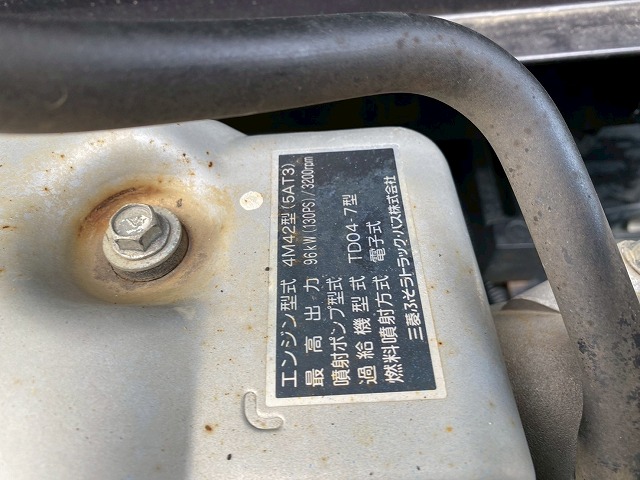 エンジン型式 4M42型(5AT3)
最高出力 96kW(130PS)/3200rpm
噴射ポンプ型式
過給機型式 TD04-7型
燃料噴射方式 電子式
三菱ふそうトラック・バス株式会社